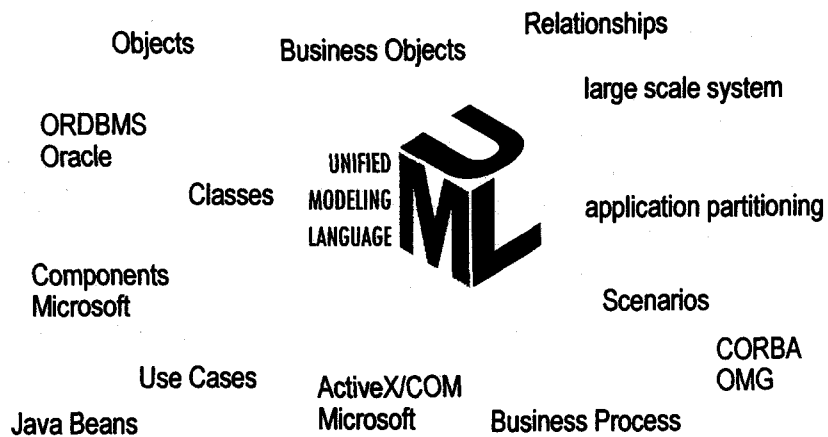 Relationships
Objects
Business Objects
large scale system
ORDBMS
Oracle
UNIFIED
MODELING
LANGUAGE
UML
Classes
application partitioning
Components
Microsoft
Scenarios
CORBA
OMG
Use Cases
ActiveX/COM
Microsoft
Java Beans
Business Process